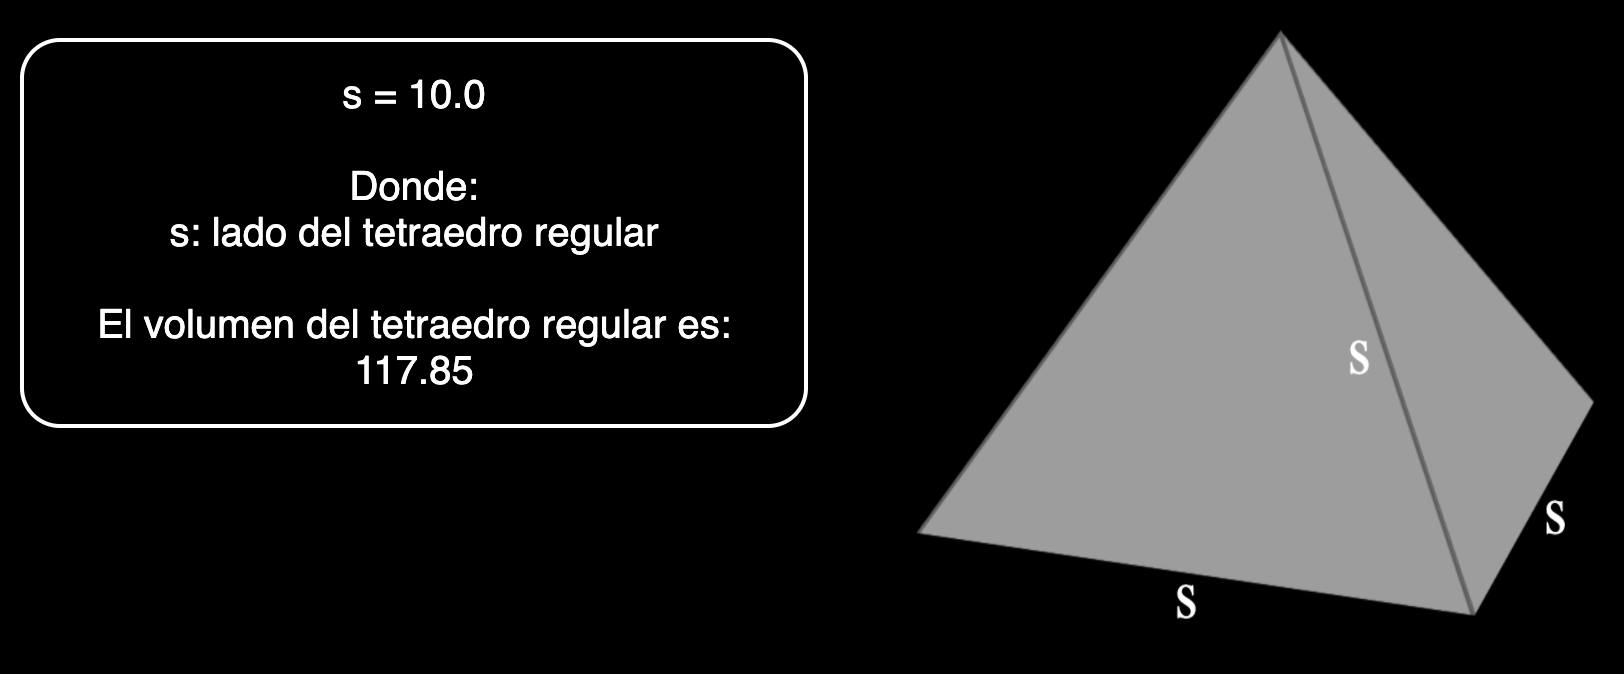 s = 10.0
Donde:
s: lado del tetraedro regular
El volumen del tetraedro regular es:
117.85
S
S
S